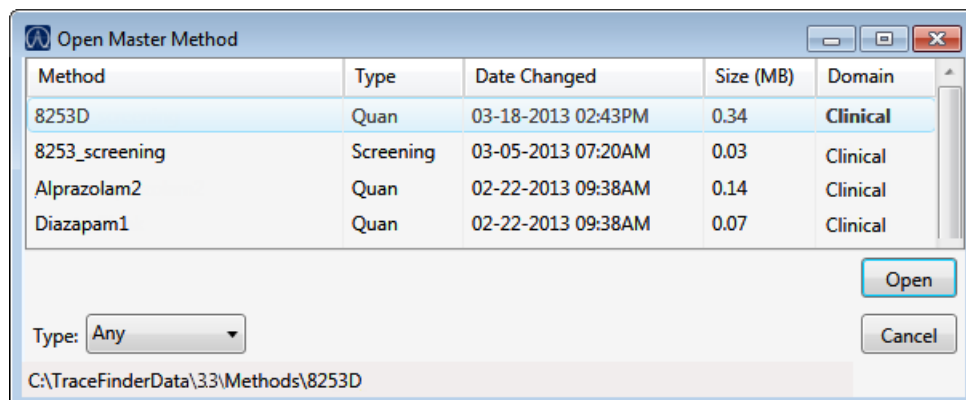 Open Master Method
Method Type Date Changed Size (MB) Domain
8253D Quan 03-18-2013 02:43PM 0.34 Clinical
8253_screening Screening 03-05-2013 07:20AM 0.03 Clinical
Alprazolam2 Quan 02-22-2013 09:38AM 0.14 Clinical
Diazapam1 Quan 02-22-2013 09:38AM 0.07 Clinical
Open
Type: Any Cancel
C:\TraceFinderData\3.3\Methods\8253D